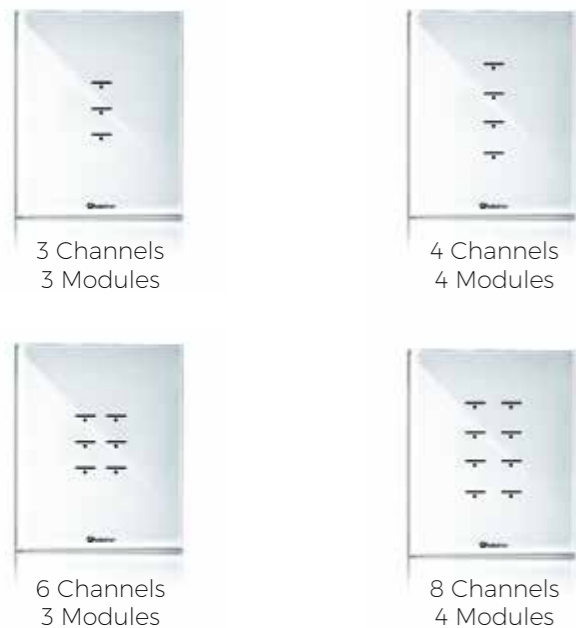 3 Channels
3 Modules
4 Channels
4 Modules
6 Channels
3 Modules
8 Channels
4 Modules